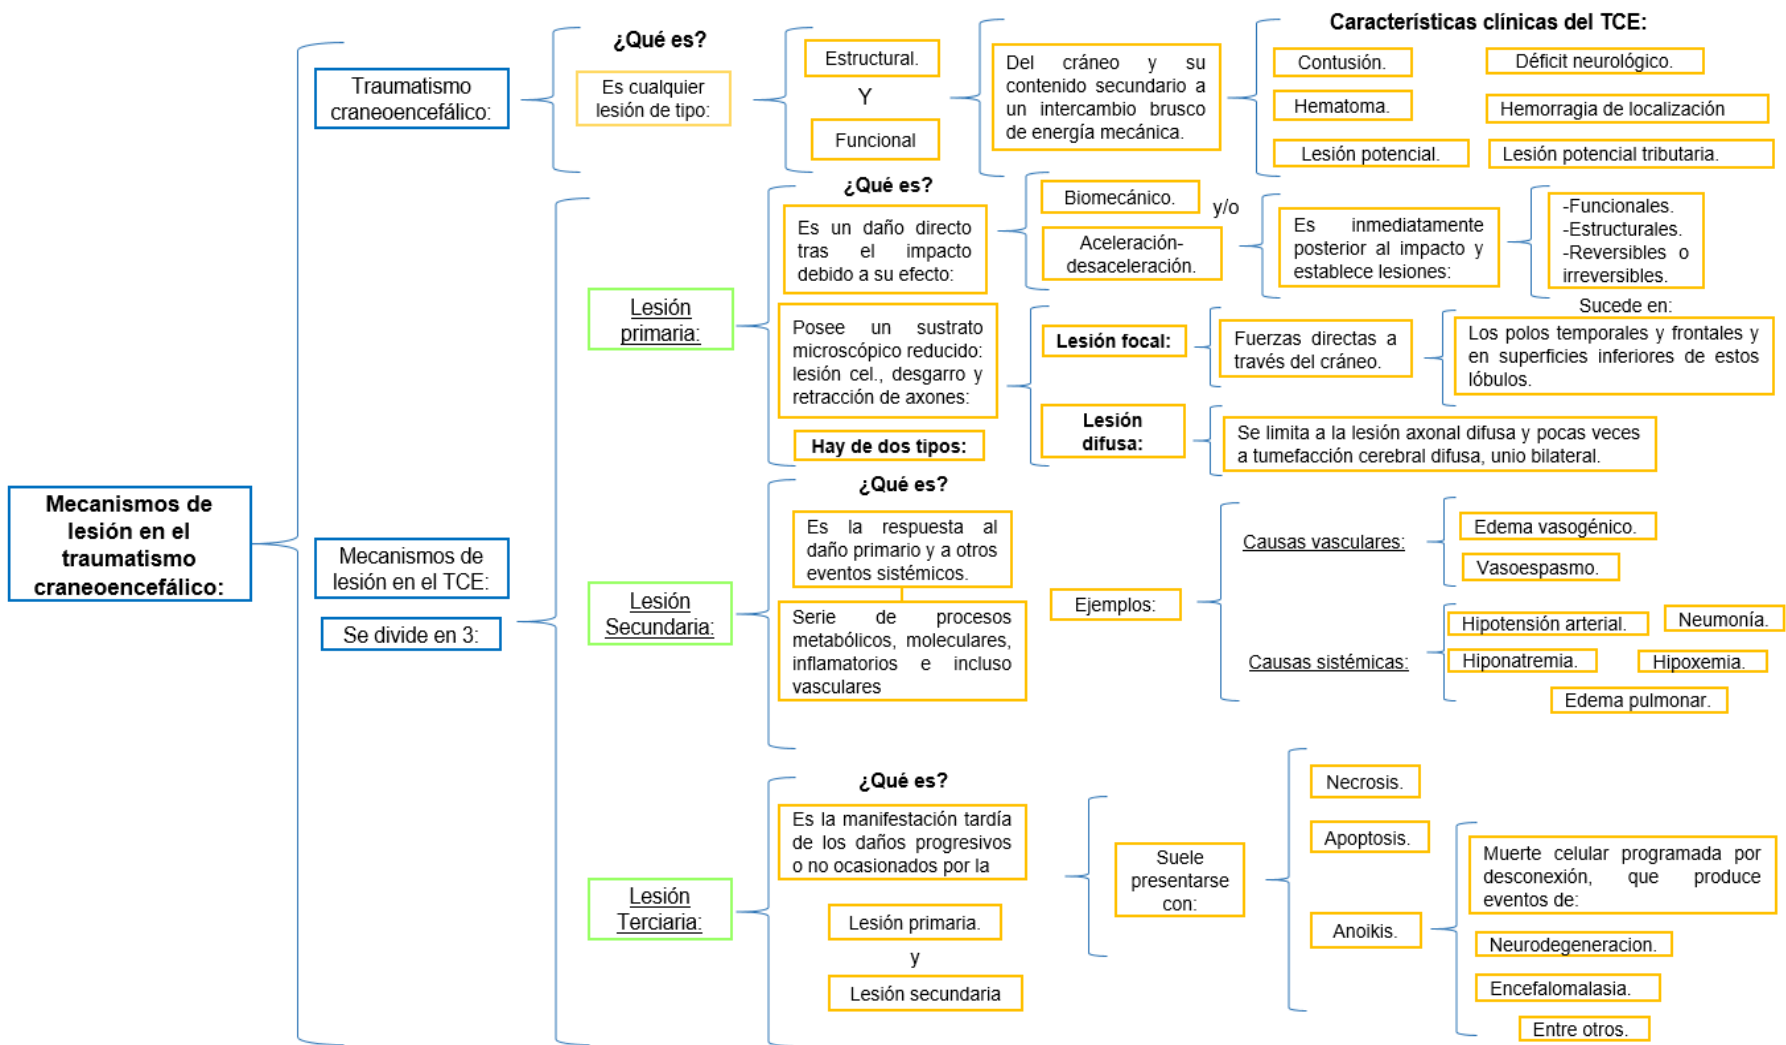 Mecanismos de
lesión en el
traumatismo
craneoencefálico:
Traumatismo
craneoencefálico:
¿Qué es?
Es cualquier
lesión de tipo:
Estructural.
Y
Funcional
Del cráneo y su
contenido secundario a
un intercambio brusco
de energía mecánica.
Características clínicas del TCE:
Contusión.
Déficit neurológico.
Hematoma.
Hemorragia de localización
Lesión potencial.
Lesión potencial tributaria.
Mecanismos de
lesión en el TCE:
Se divide en 3:
Lesión
primaria:
¿Qué es?
Es un daño directo
tras el impacto
debido a su efecto:
Biomecánico.
y/o
Aceleración-
desaceleración.
Es inmediatamente
posterior al impacto y
establece lesiones:
-Funcionales.
-Estructurales.
-Reversibles o
irreversibles.
Posee un sustrato
microscópico reducido:
lesión cel., desgarro y
retracción de axones:
Hay de dos tipos:
Lesión focal:
Fuerzas directas a
través del cráneo.
Sucede en:
Los polos temporales y frontales y
en superficies inferiores de estos
lóbulos.
Lesión
difusa:
Se limita a la lesión axonal difusa y pocas veces
a tumefacción cerebral difusa, unio bilateral.
Lesión
Secundaria:
¿Qué es?
Es la respuesta al
daño primario y a otros
eventos sistémicos.
Serie de procesos
metabólicos, moleculares,
inflamatorios e incluso
vasculares
Ejemplos:
Causas vasculares:
Edema vasogénico.
Vasoespasmo.
Causas sistémicas:
Hipotensión arterial.
Neumonía.
Hiponatremia.
Hipoxemia.
Edema pulmonar.
Lesión
Terciaria:
¿Qué es?
Es la manifestación tardía
de los daños progresivos
o no ocasionados por la
Lesión primaria.
y
Lesión secundaria
Suele
presentarse
con:
Necrosis.
Apoptosis.
Anoikis.
Muerte celular programada por
desconexión, que produce
eventos de:
Neurodegeneracion.
Encefalomalasia.
Entre otros.